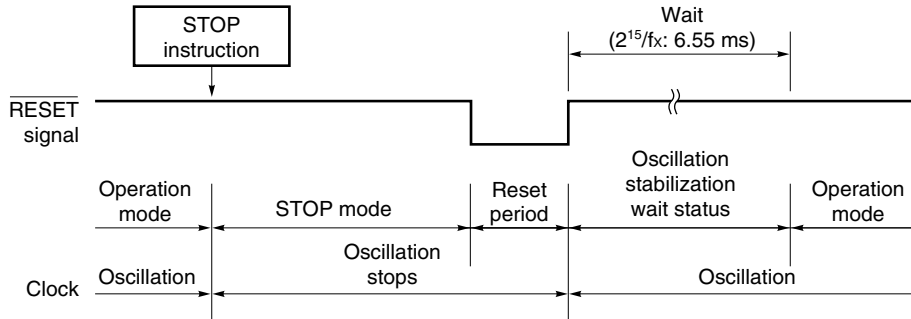 STOP
instruction
Wait
(2¹⁵/fx: 6.55 ms)
RESET
signal
Operation
mode
STOP mode
Reset
period
Oscillation
stabilization
wait status
Operation
mode
Clock
Oscillation
Oscillation
stops
Oscillation